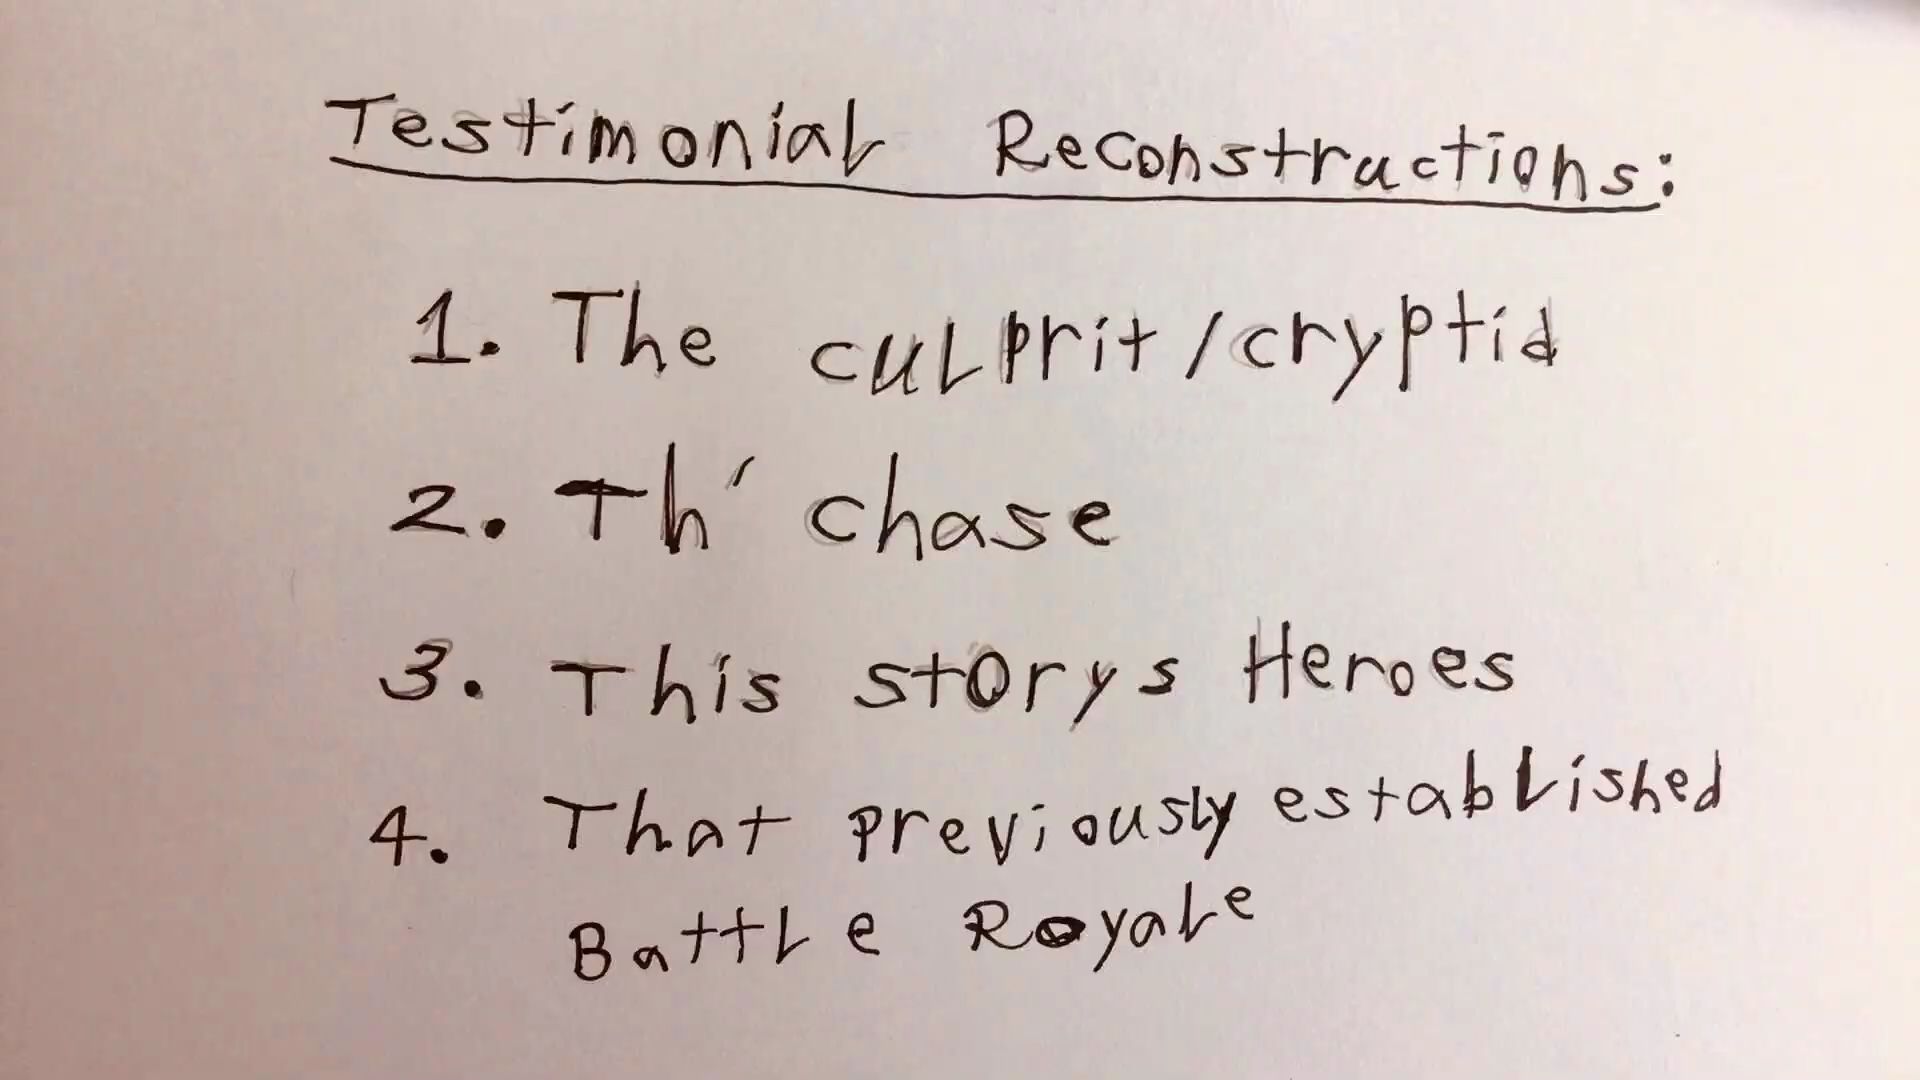 Testimonial Reconstructions:
1. The culprit/cryptid
2. Th' chase
3. This storys Heroes
4. That previously established
Battle Royale